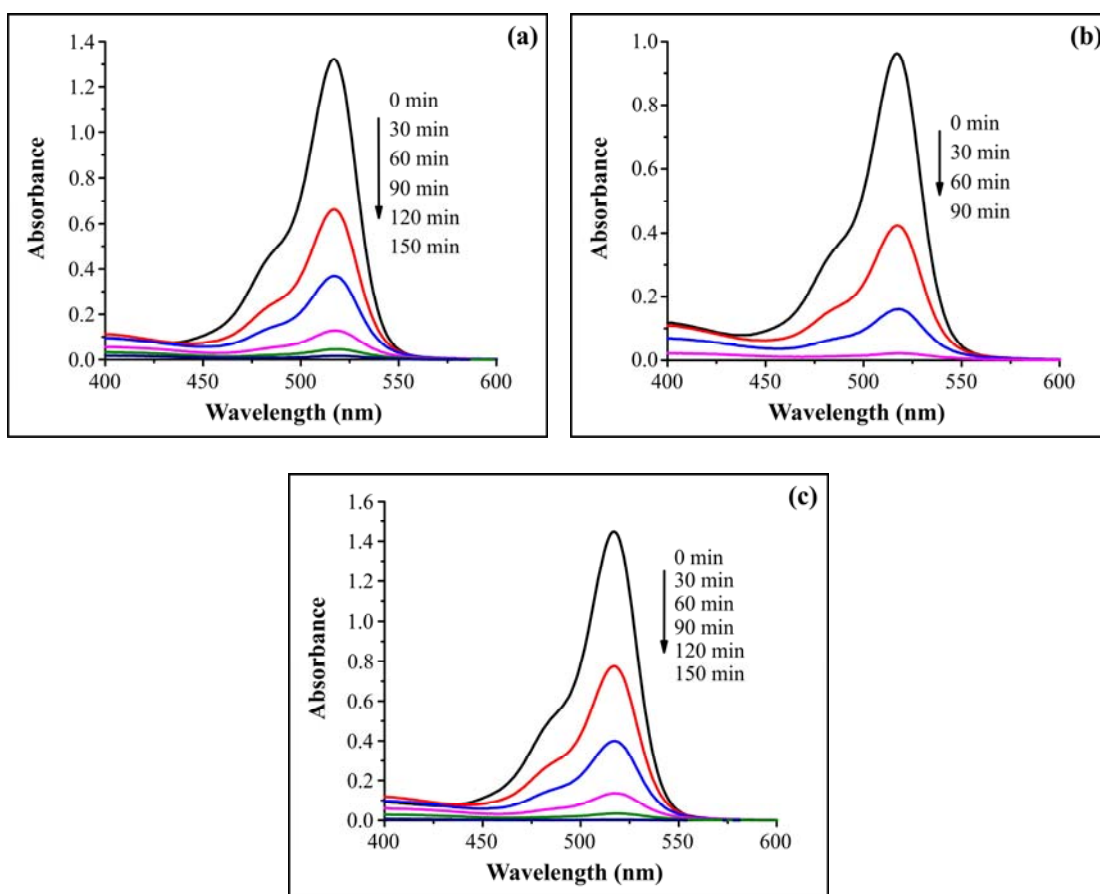 (a)
1.4
1.2
1.0
0.8
0.6
0.4
0.2
0.0
Absorbance
0 min
30 min
60 min
90 min
120 min
150 min
400 450 500 550 600
Wavelength (nm)
(b)
1.0
0.8
0.6
0.4
0.2
0.0
Absorbance
0 min
30 min
60 min
90 min
400 450 500 550 600
Wavelength (nm)
(c)
1.6
1.4
1.2
1.0
0.8
0.6
0.4
0.2
0.0
Absorbance
0 min
30 min
60 min
90 min
120 min
150 min
400 450 500 550 600
Wavelength (nm)